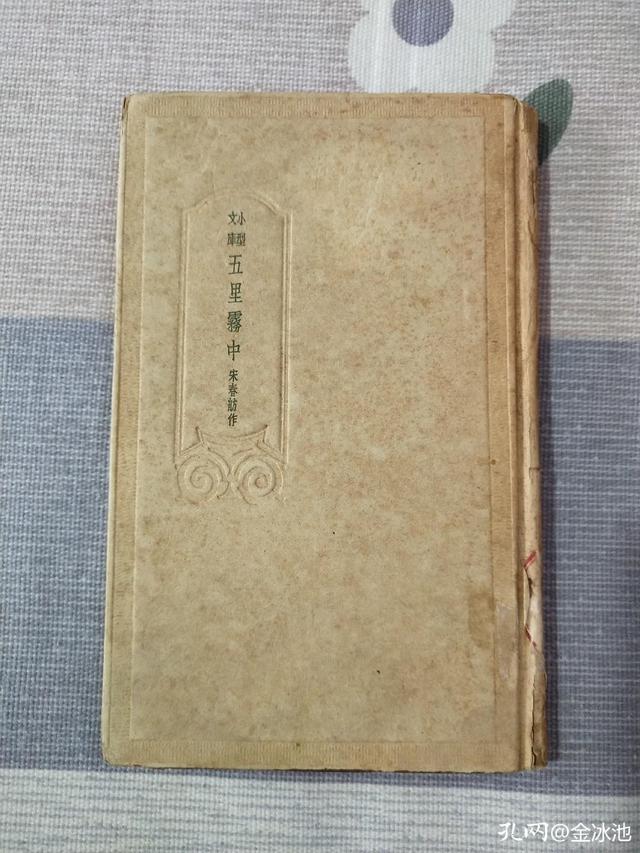 小型
文庫
五里霧中
宋春舫作
孔网@金冰池